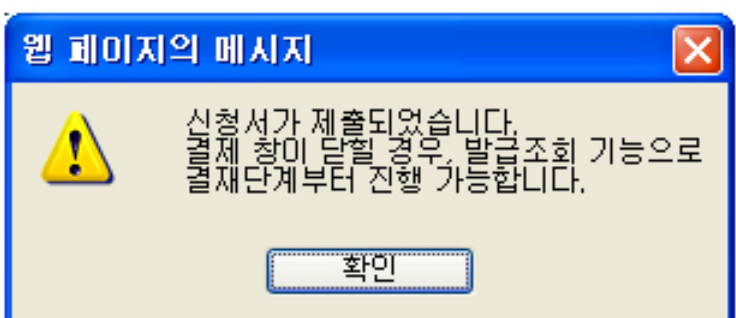 웹 페이지의 메시지
신청서가 제출되었습니다.
결제 창이 닫힐 경우, 발급조회 기능으로
결재단계부터 진행 가능합니다.
확인